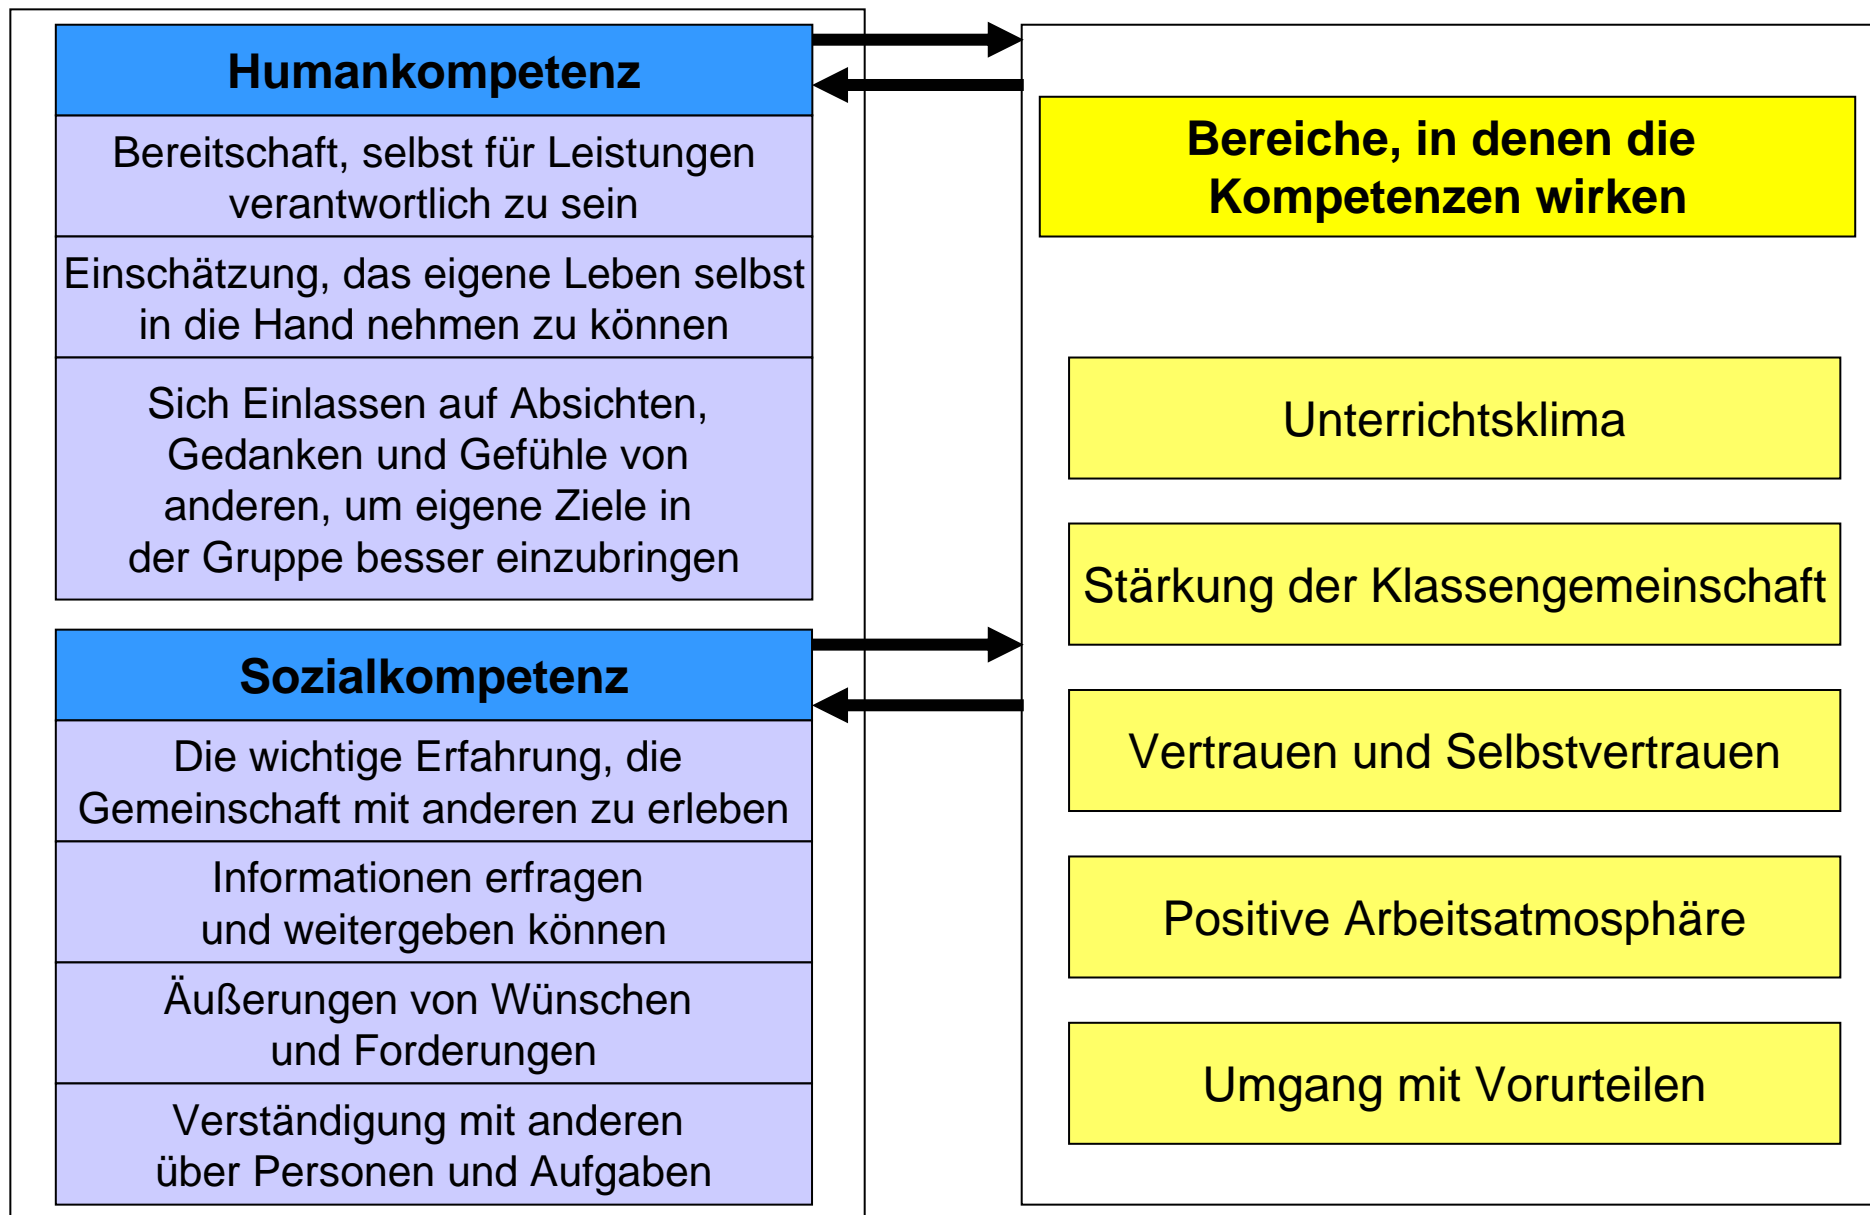 Humankompetenz
Bereitschaft, selbst für Leistungen
verantwortlich zu sein
Einschätzung, das eigene Leben selbst
in die Hand nehmen zu können
Sich Einlassen auf Absichten,
Gedanken und Gefühle von
anderen, um eigene Ziele in
der Gruppe besser einzubringen
Sozialkompetenz
Die wichtige Erfahrung, die
Gemeinschaft mit anderen zu erleben
Informationen erfragen
und weitergeben können
Äußerungen von Wünschen
und Forderungen
Verständigung mit anderen
über Personen und Aufgaben
Bereiche, in denen die
Kompetenzen wirken
Unterrichtsklima
Stärkung der Klassengemeinschaft
Vertrauen und Selbstvertrauen
Positive Arbeitsatmosphäre
Umgang mit Vorurteilen